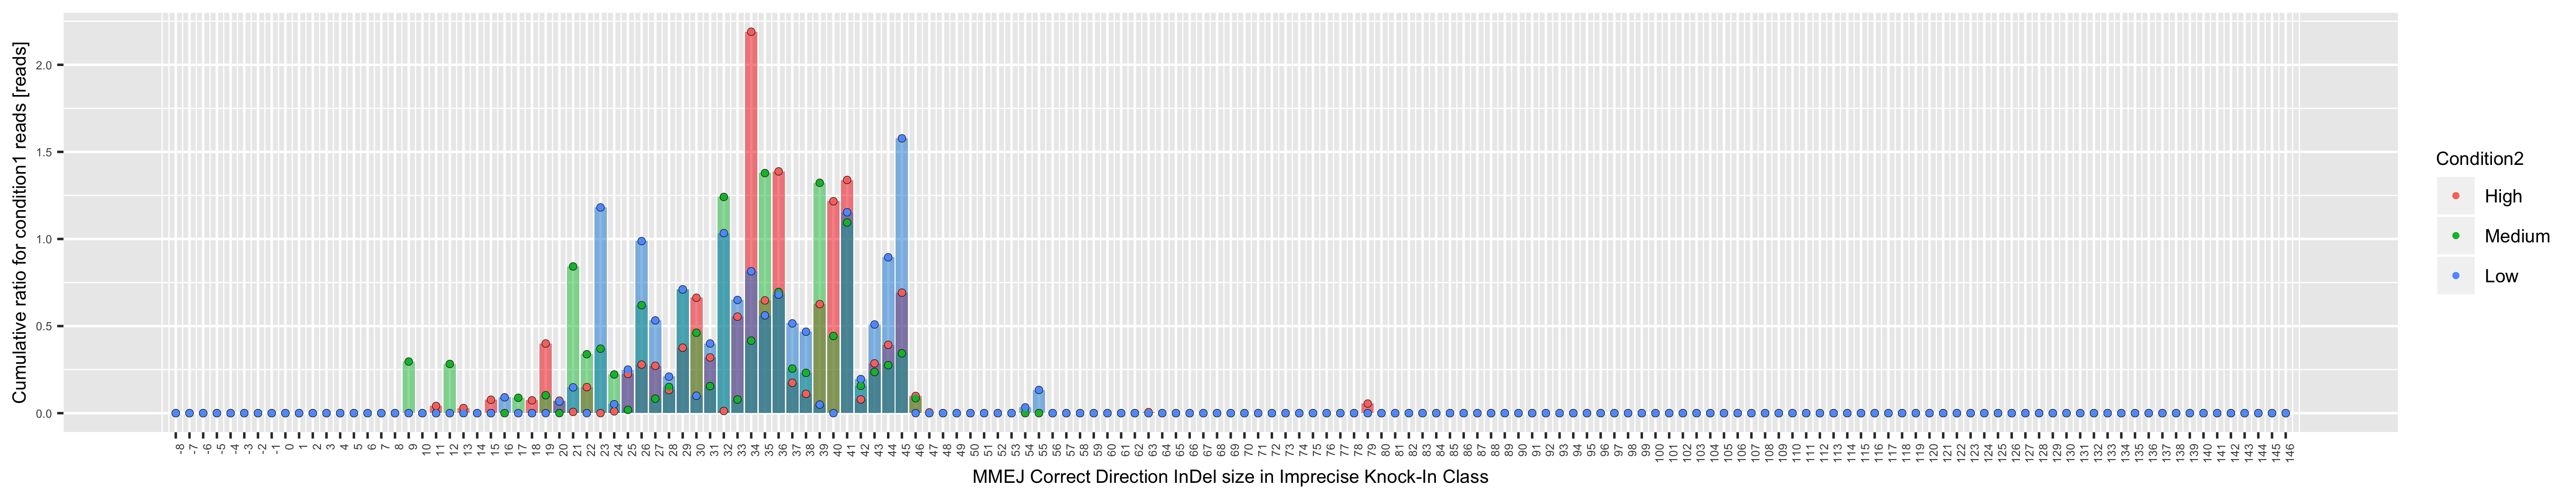 Cumulative ratio for condition1 reads [reads]
2.0
1.5
1.0
0.5
0.0
-8 -7 -6 -5 -4 -3 -2 -1 0 1 2 3 4 5 6 7 8 9 10 11 12 13 14 15 16 17 18 19 20 21 22 23 24 25 26 27 28 29 30 31 32 33 34 35 36 37 38 39 40 41 42 43 44 45 46 47 48 49 50 51 52 53 54 55 56 57 58 59 60 61 62 63 64 65 66 67 68 69 70 71 72 73 74 75 76 77 78 79 80 81 82 83 84 85 86 87 88 89 90 91 92 93 94 95 96 97 98 99 100 101 102 103 104 105 106 107 108 109 110 111 112 113 114 115 116 117 118 119 120 121 122 123 124 125 126 127 128 129 130 131 132 133 134 135 136 137 138 139 140 141 142 143 144 145 146
MMEJ Correct Direction InDel size in Imprecise Knock-In Class
Condition2
High
Medium
Low